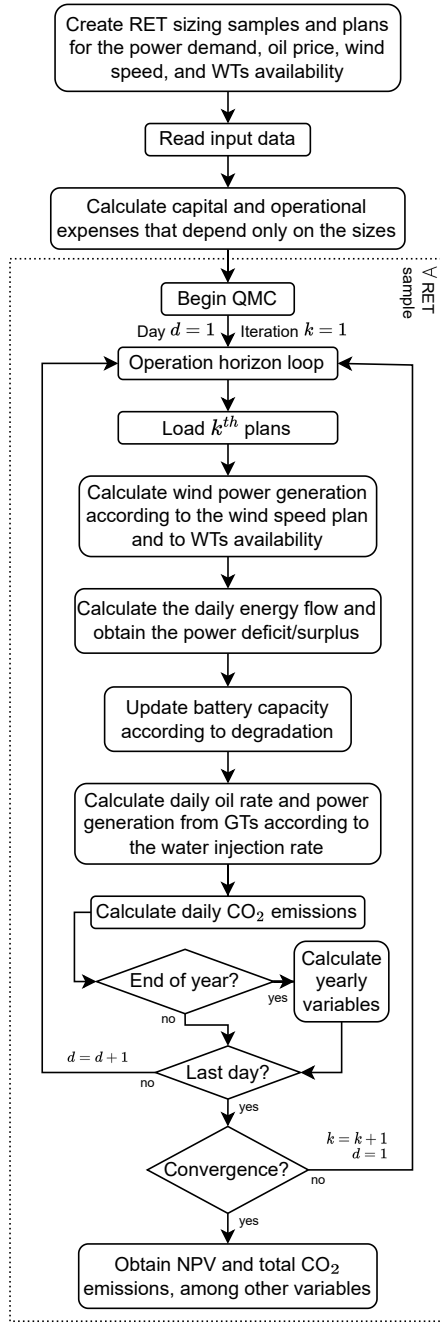 Create RET sizing samples and plans
for the power demand, oil price, wind
speed, and WTs availability
Read input data
Calculate capital and operational
expenses that depend only on the sizes
∀ RET
sample
Begin QMC
Day d = 1 Iteration k = 1
Operation horizon loop
Load kᵗʰ plans
Calculate wind power generation
according to the wind speed plan
and to WTs availability
Calculate the daily energy flow and
obtain the power deficit/surplus
Update battery capacity
according to degradation
Calculate daily oil rate and power
generation from GTs according to
the water injection rate
Calculate daily CO₂ emissions
End of year?
yes
Calculate
yearly
variables
no
d = d + 1
Last day?
no
yes
k = k + 1
d = 1
Convergence?
no
yes
Obtain NPV and total CO₂
emissions, among other variables